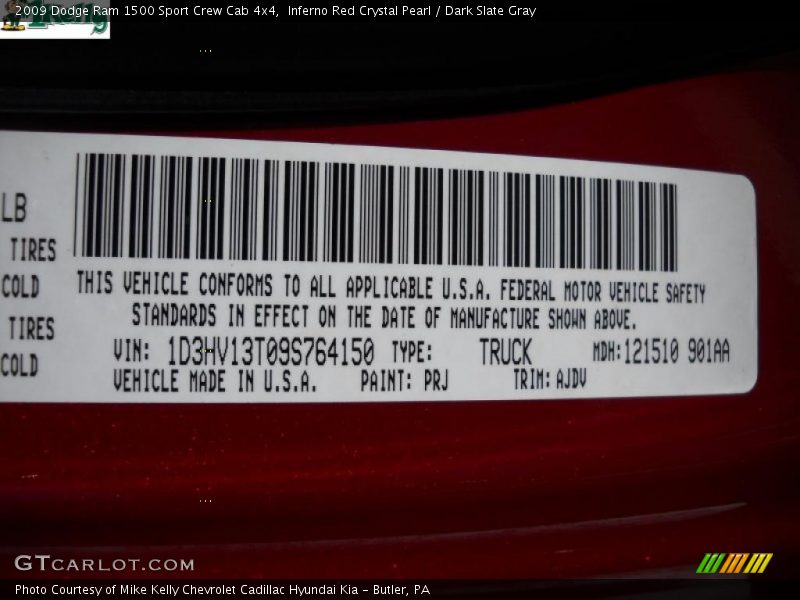 2009 Dodge Ram 1500 Sport Crew Cab 4x4, Inferno Red Crystal Pearl / Dark Slate Gray
LB
TIRES
COLD
TIRES
COLD
THIS VEHICLE CONFORMS TO ALL APPLICABLE U.S.A. FEDERAL MOTOR VEHICLE SAFETY
STANDARDS IN EFFECT ON THE DATE OF MANUFACTURE SHOWN ABOVE.
VIN: 1D3HV13T09S764150 TYPE: TRUCK MDH:121510 901AA
VEHICLE MADE IN U.S.A. PAINT: PRJ TRIM: AJDV
GTCARLOT.COM
Photo Courtesy of Mike Kelly Chevrolet Cadillac Hyundai Kia - Butler, PA